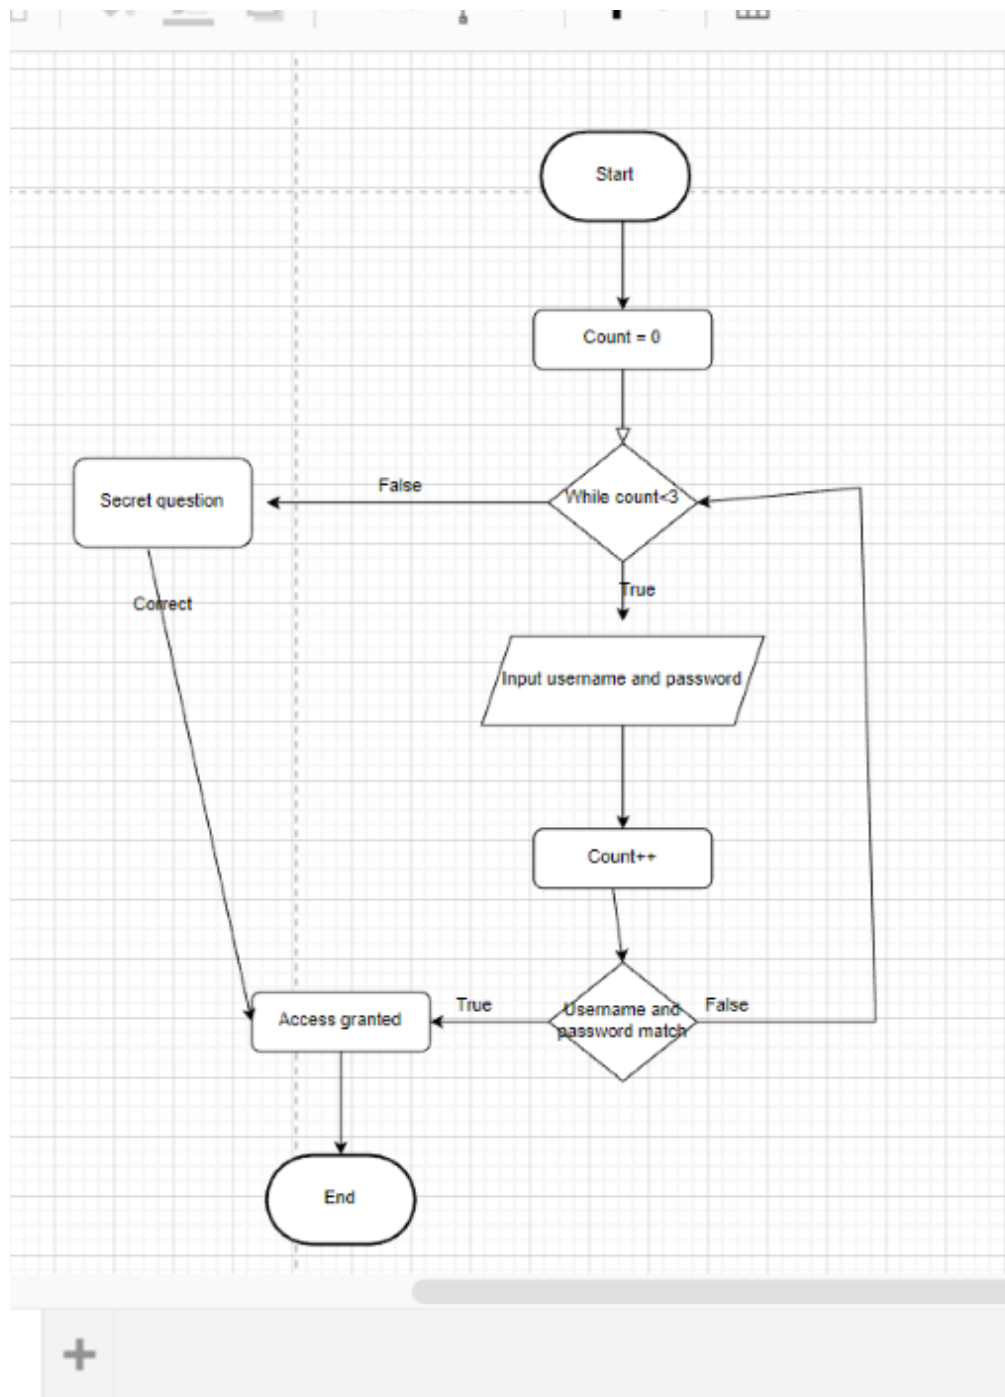 Start
Count = 0
While count<3
False
Secret question
True
Correct
Input username and password
Count++
Username and
password match
True
False
Access granted
End